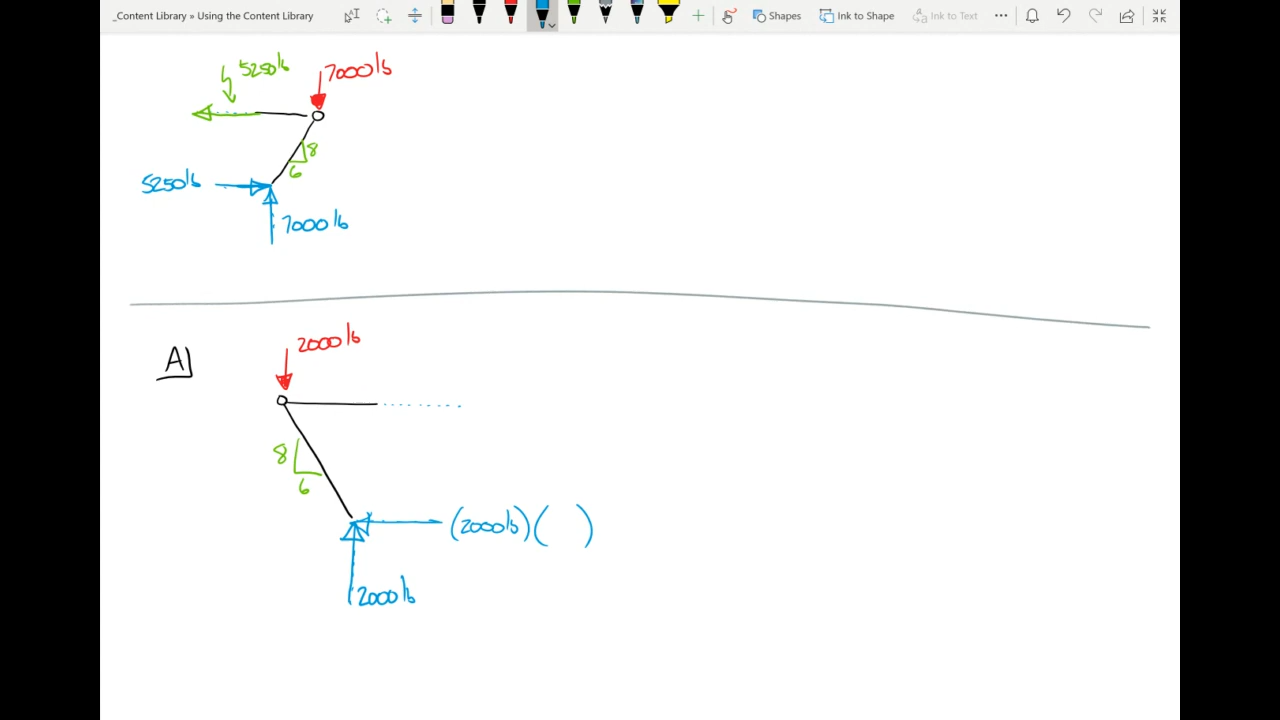 _Content Library » Using the Content Library
Shapes
Ink to Shape
Ink to Text
5250 lb
7000 lb
8
6
5250 lb
7000 lb
A)
2000 lb
8
6
(2000 lb)( )
2000 lb